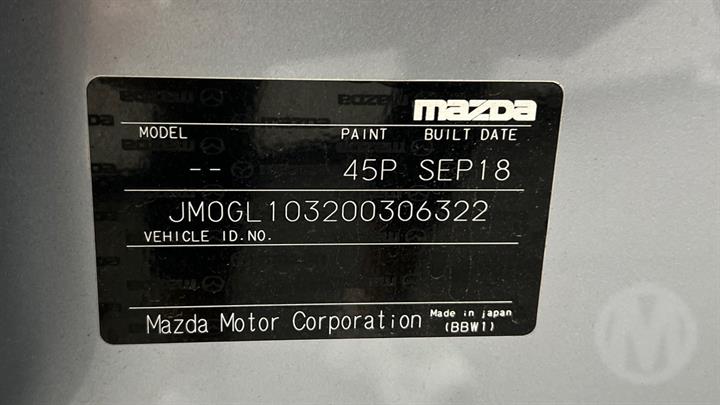 mazDa
MODEL PAINT BUILT DATE
-- 45P SEP18
JM0GL103200306322
VEHICLE ID.NO.
Mazda Motor Corporation Made in japan
(BBW1)
M